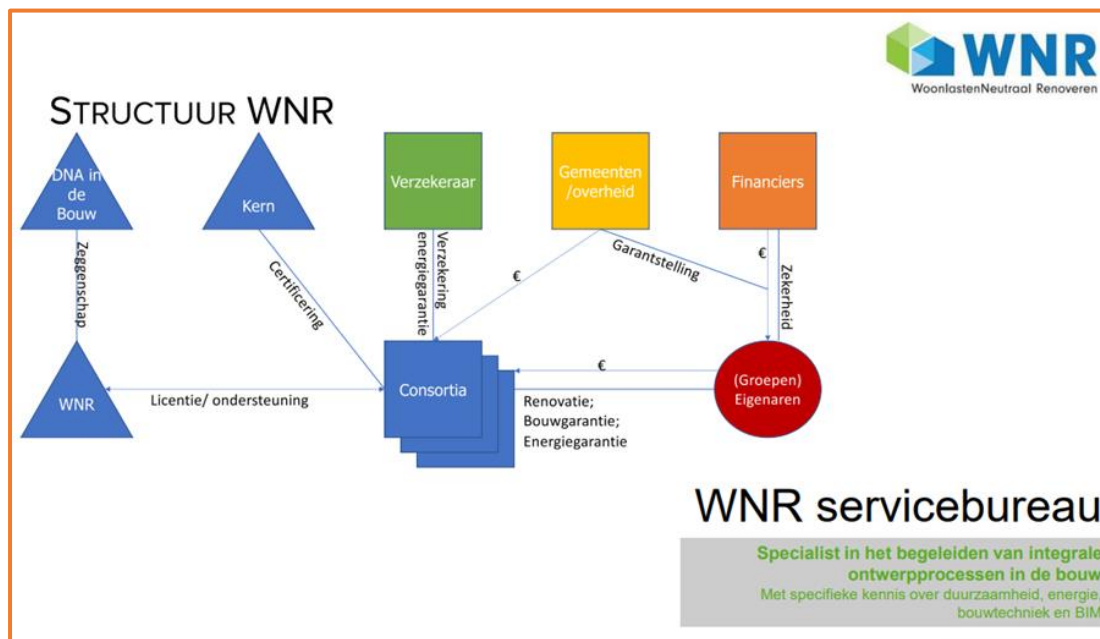 WNR
WoonlastenNeutraal Renoveren
STRUCTUUR WNR
DNA in
de
Bouw
Kern
Verzekeraar
Gemeenten
/overheid
Financiers
Zeggenschap
Certificering
Verzekering
energiegarantie
€
Garantstelling
€
Zekerheid
WNR
Licentie/ ondersteuning
Consortia
€
Renovatie;
Bouwgarantie;
Energiegarantie
(Groepen)
Eigenaren
WNR servicebureau
Specialist in het begeleiden van integrale
ontwerpprocessen in de bouw
Met specifieke kennis over duurzaamheid, energie,
bouwtechniek en BIM